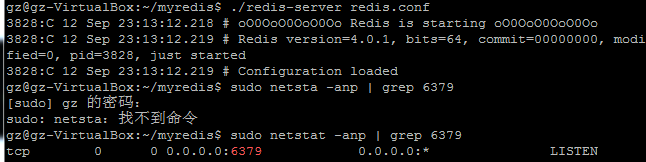 gz@gz-VirtualBox:~/myredis$ ./redis-server redis.conf
3828:C 12 Sep 23:13:12.218 # oO0OoO0OoO0Oo Redis is starting oO0OoO0OoO0Oo
3828:C 12 Sep 23:13:12.219 # Redis version=4.0.1, bits=64, commit=00000000, modi
fied=0, pid=3828, just started
3828:C 12 Sep 23:13:12.219 # Configuration loaded
gz@gz-VirtualBox:~/myredis$ sudo netsta -anp | grep 6379
[sudo] gz 的密码:
sudo: netsta: 找不到命令
gz@gz-VirtualBox:~/myredis$ sudo netstat -anp | grep 6379
tcp 0 0 0.0.0.0:6379 0.0.0.0:* LISTEN